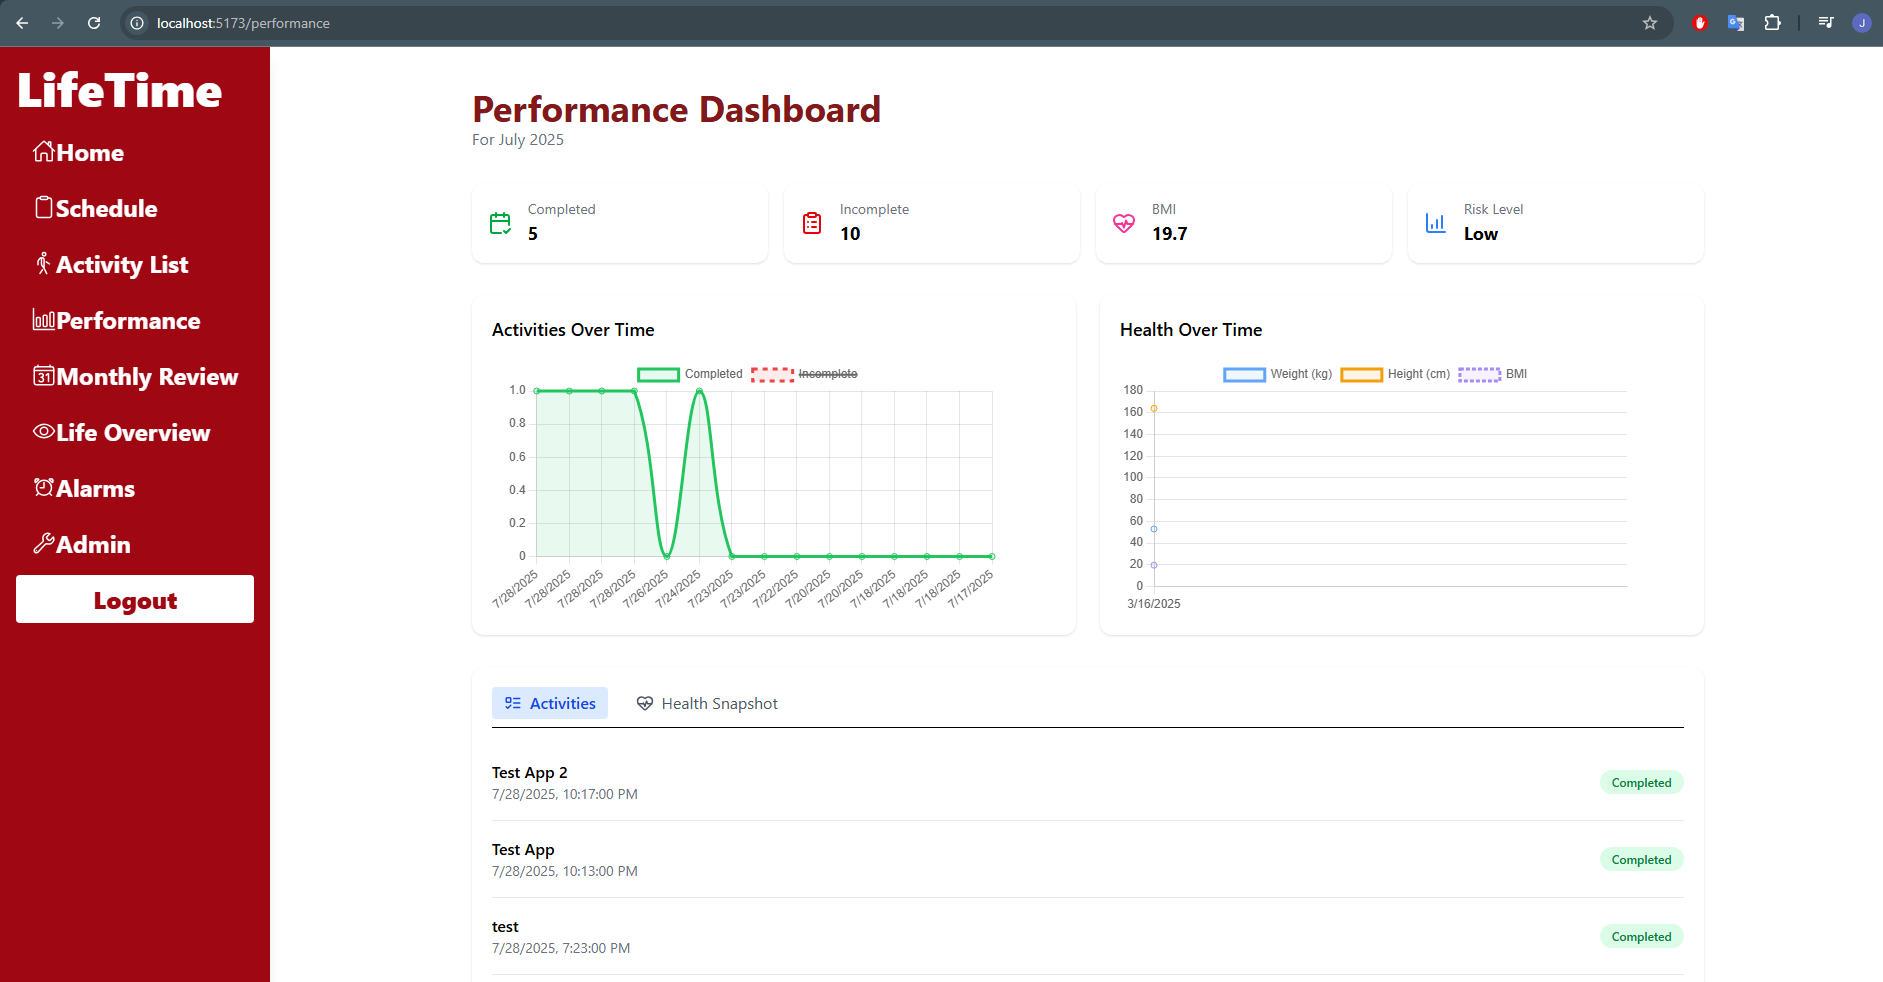 localhost:5173/performance
J
LifeTime
Home
Schedule
Activity List
Performance
31 Monthly Review
Life Overview
Alarms
Admin
Logout
Performance Dashboard
For July 2025
Completed
5
Incomplete
10
BMI
19.7
Risk Level
Low
Activities Over Time
Completed Incomplete
1.0
0.8
0.6
0.4
0.2
0
7/28/2025 7/28/2025 7/28/2025 7/28/2025 7/26/2025 7/24/2025 7/23/2025 7/23/2025 7/22/2025 7/20/2025 7/20/2025 7/18/2025 7/18/2025 7/18/2025 7/17/2025
Health Over Time
Weight (kg) Height (cm) BMI
180
160
140
120
100
80
60
40
20
0
3/16/2025
Activities Health Snapshot
Test App 2
7/28/2025, 10:17:00 PM
Completed
Test App
7/28/2025, 10:13:00 PM
Completed
test
7/28/2025, 7:23:00 PM
Completed